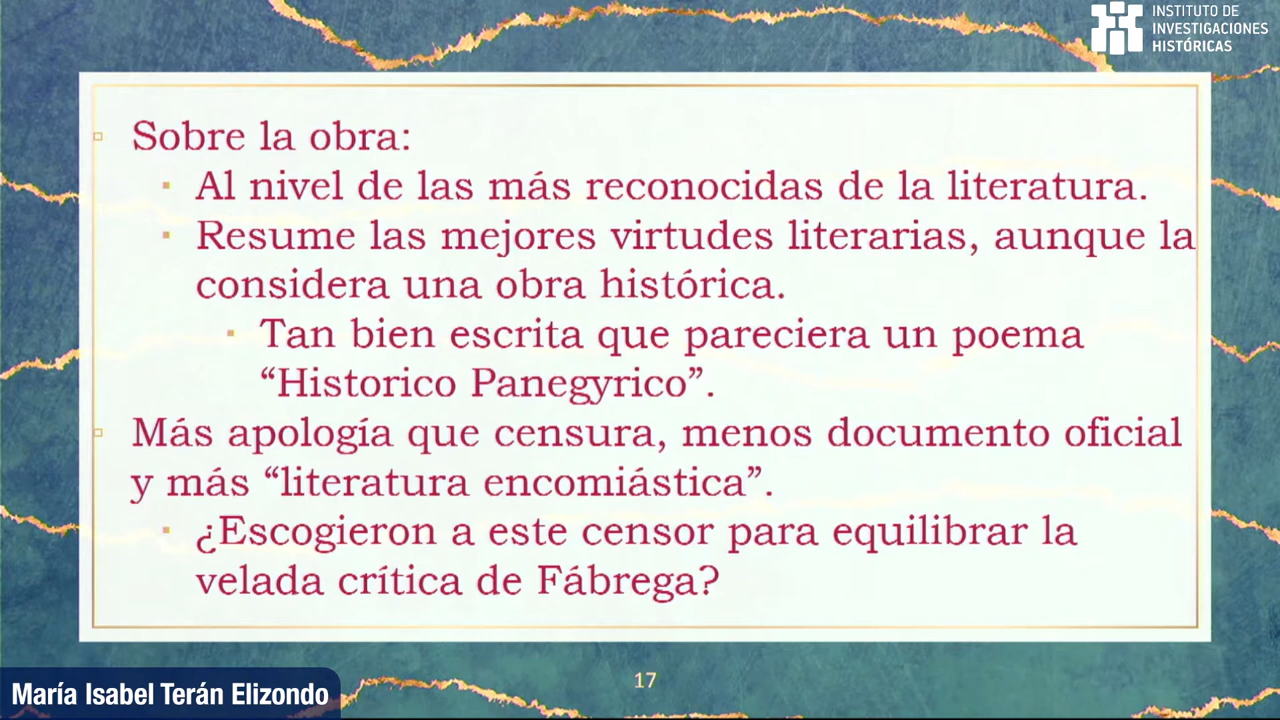 INSTITUTO DE
INVESTIGACIONES
HISTÓRICAS
Sobre la obra:
Al nivel de las más reconocidas de la literatura.
Resume las mejores virtudes literarias, aunque la
considera una obra histórica.
Tan bien escrita que pareciera un poema
“Historico Panegyrico”.
Más apología que censura, menos documento oficial
y más “literatura encomiástica”.
¿Escogieron a este censor para equilibrar la
velada crítica de Fábrega?
17
María Isabel Terán Elizondo